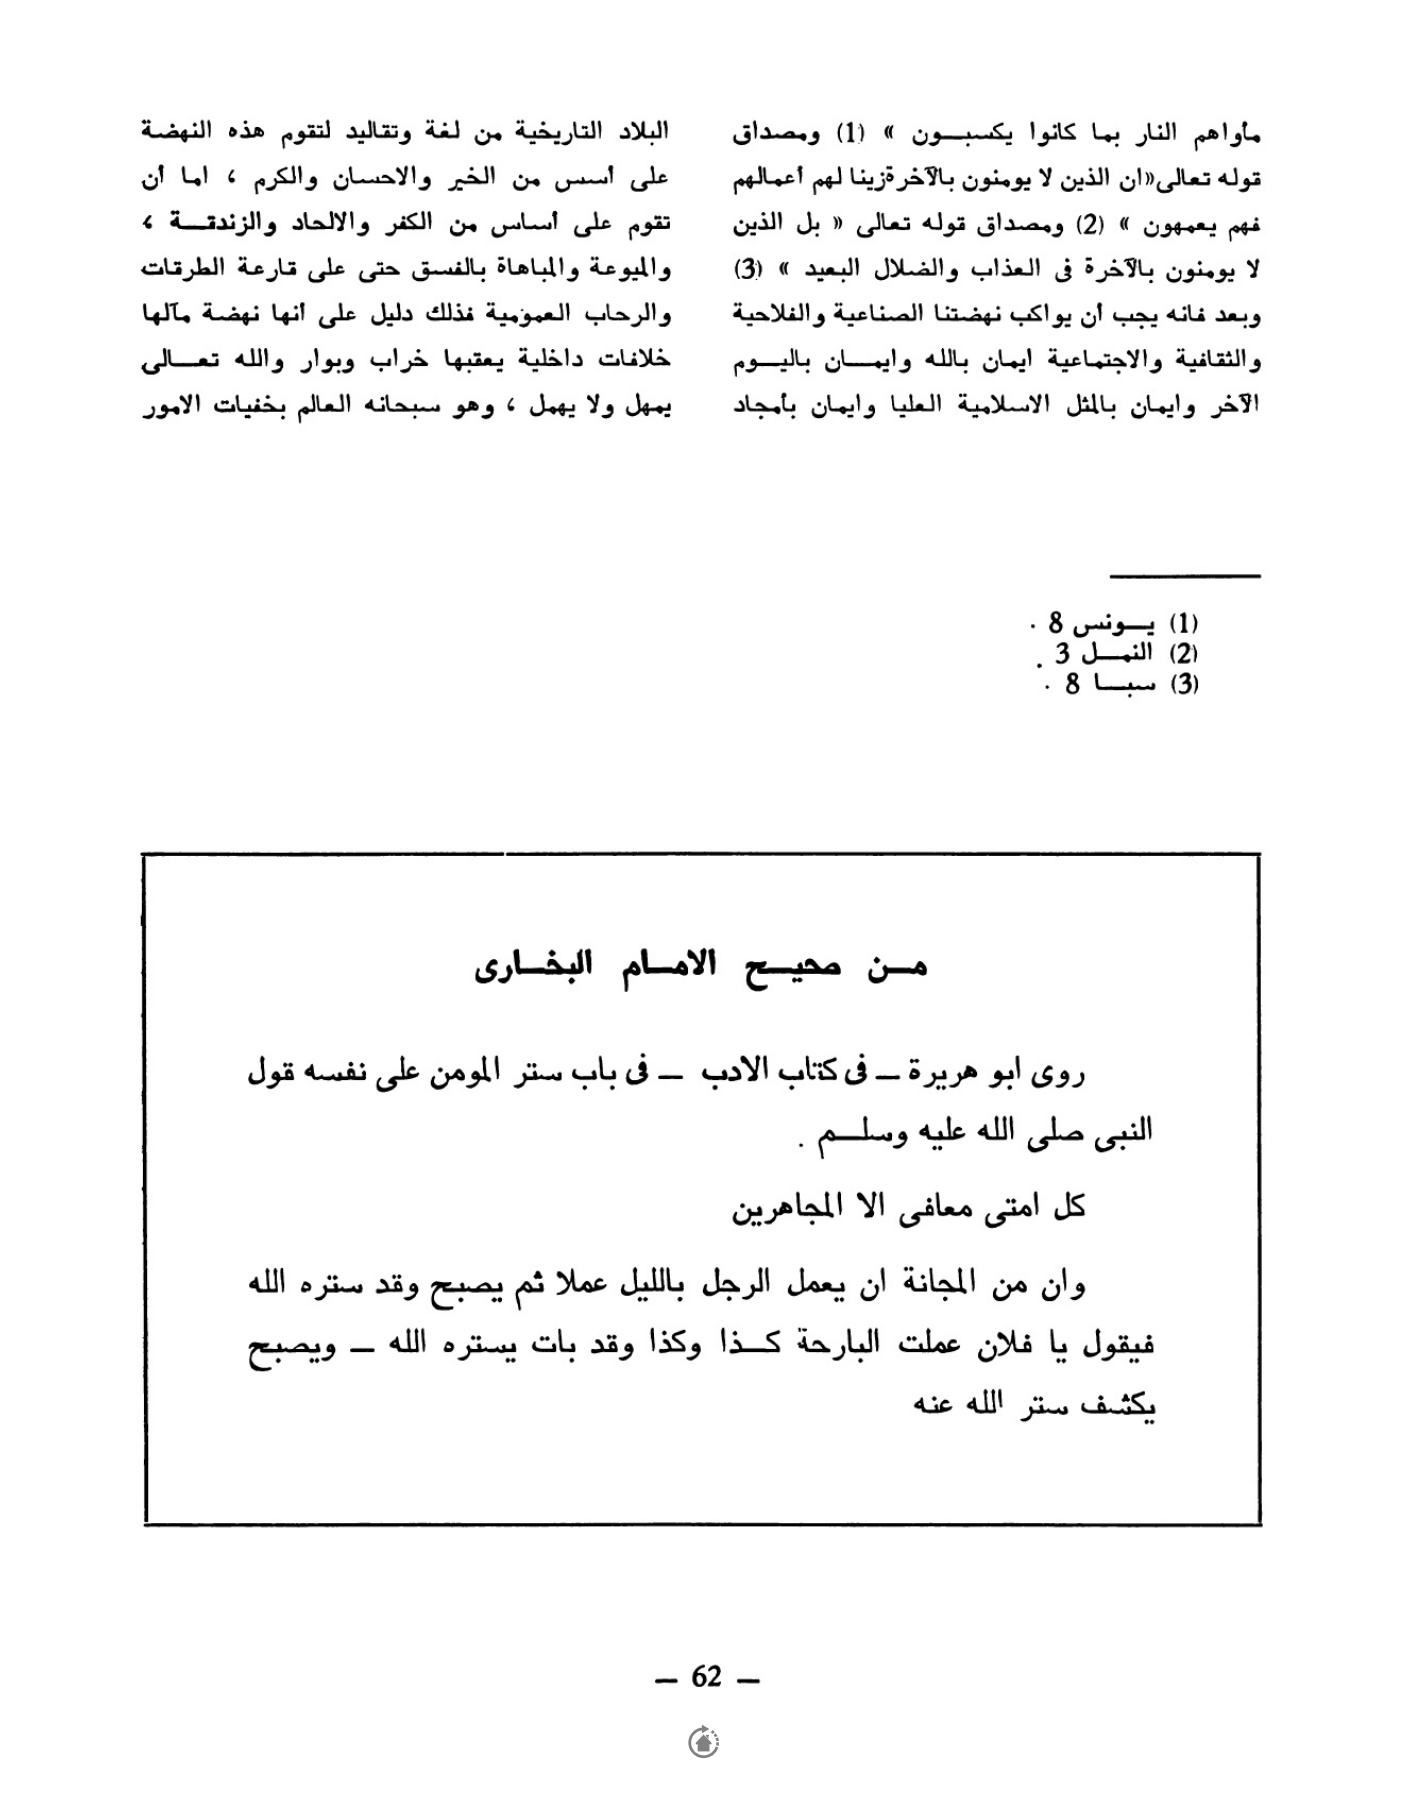 مأواهم النار بما كانوا يكسبـــون » (1) ومصداق
قوله تعالى«ان الذين لا يومنون بالآخرةزينا لهم أعمالهم
فهم يعمهون » (2) ومصداق قوله تعالى « بل الذين
لا يومنون بالآخرة فى العذاب والضلال البعيد » (3)
وبعد فانه يجب أن يواكب نهضتنا الصناعية والفلاحية
والثقافية والاجتماعية ايمان بالله وايمـــان باليـــوم
الآخر وايمان بالمثل الاسلامية العليا وايمان بأمجاد
البلاد التاريخية من لغة وتقاليد لتقوم هذه النهضة
على أسس من الخير والاحسان والكرم ، اما أن
تقوم على أساس من الكفر والالحاد والزندقـــة ،
والميوعة والمباهاة بالفسق حتى على قارعة الطرقات
والرحاب العمومية فذلك دليل على أنها نهضة مآلها
خلافات داخلية يعقبها خراب وبوار والله تعـــالى
يمهل ولا يهمل ، وهو سبحانه العالم بخفيات الامور
(1) يـــونس 8 .
(2) النمـــل 3 .
(3) سبـــا 8 .
مـــن صحيـــح الامـــام البخـــارى
روى ابو هريرة ــ فى كتاب الادب ــ فى باب ستر المومن على نفسه قول
النبى صلى الله عليه وسلـــم .
كل امتى معافى الا المجاهرين
وان من المجانة ان يعمل الرجل بالليل عملا ثم يصبح وقد ستره الله
فيقول يا فلان عملت البارحة كـــذا وكذا وقد بات يستره الله ــ ويصبح
يكشف ستر الله عنه
— 62 —